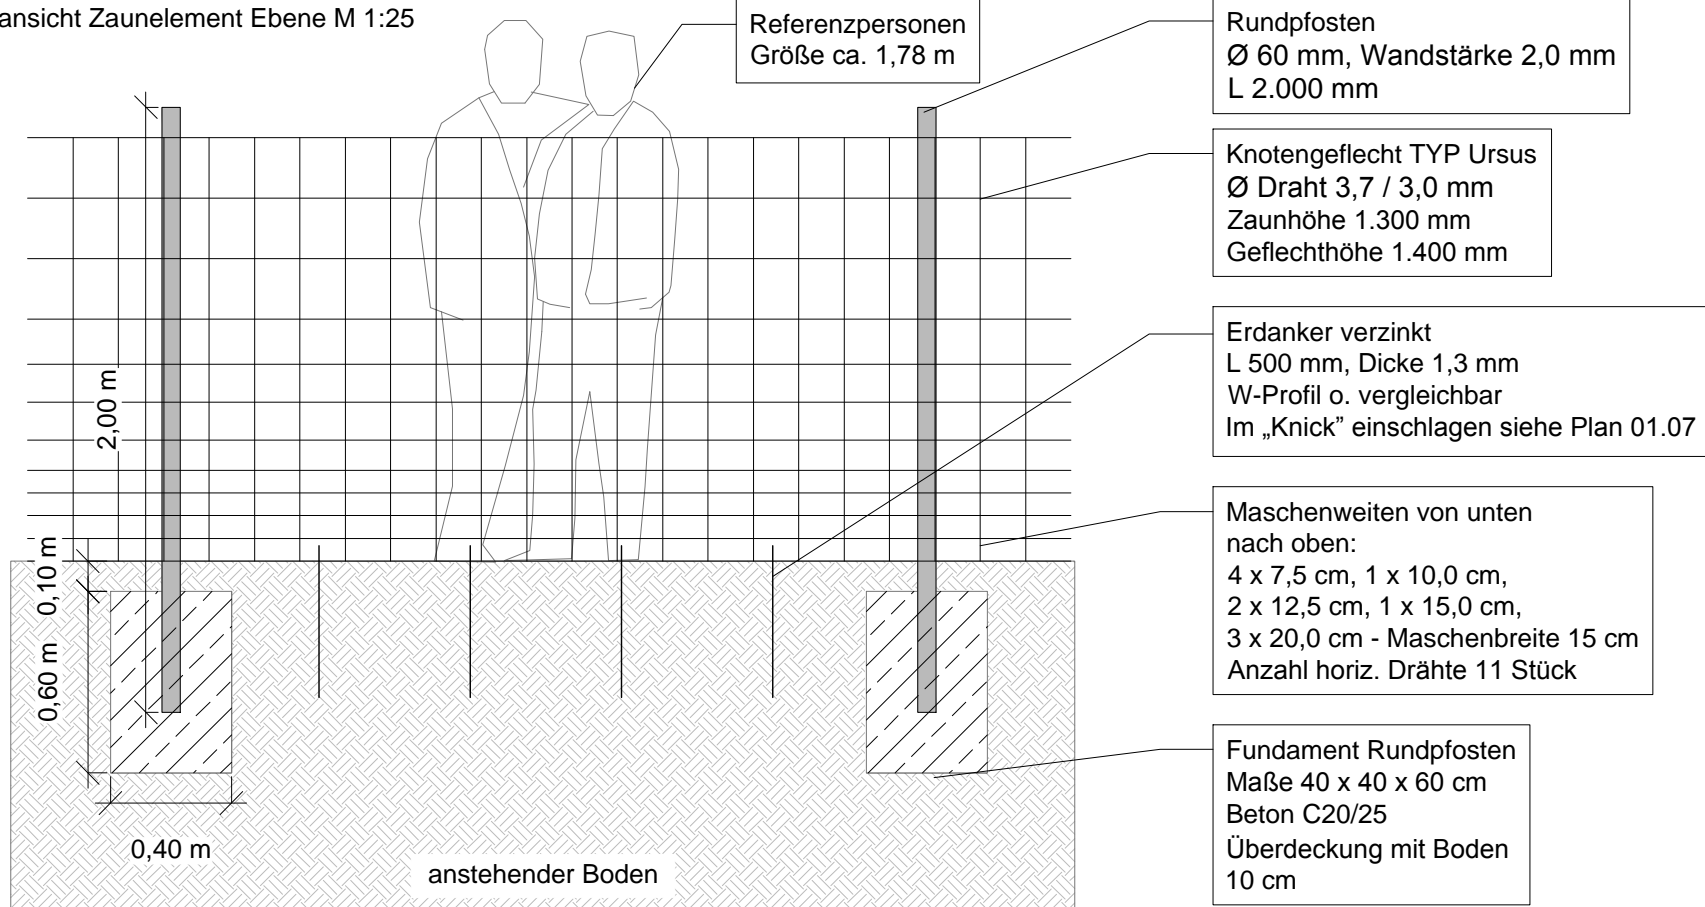 ansicht Zaunelement Ebene M 1:25
Referenzpersonen
Größe ca. 1,78 m
Rundpfosten
Ø 60 mm, Wandstärke 2,0 mm
L 2.000 mm
Knotengeflecht TYP Ursus
Ø Draht 3,7 / 3,0 mm
Zaunhöhe 1.300 mm
Geflechthöhe 1.400 mm
Erdanker verzinkt
L 500 mm, Dicke 1,3 mm
W-Profil o. vergleichbar
Im „Knick” einschlagen siehe Plan 01.07
Maschenweiten von unten
nach oben:
4 x 7,5 cm, 1 x 10,0 cm,
2 x 12,5 cm, 1 x 15,0 cm,
3 x 20,0 cm - Maschenbreite 15 cm
Anzahl horiz. Drähte 11 Stück
Fundament Rundpfosten
Maße 40 x 40 x 60 cm
Beton C20/25
Überdeckung mit Boden
10 cm
2,00 m
0,10 m
0,60 m
0,40 m
anstehender Boden